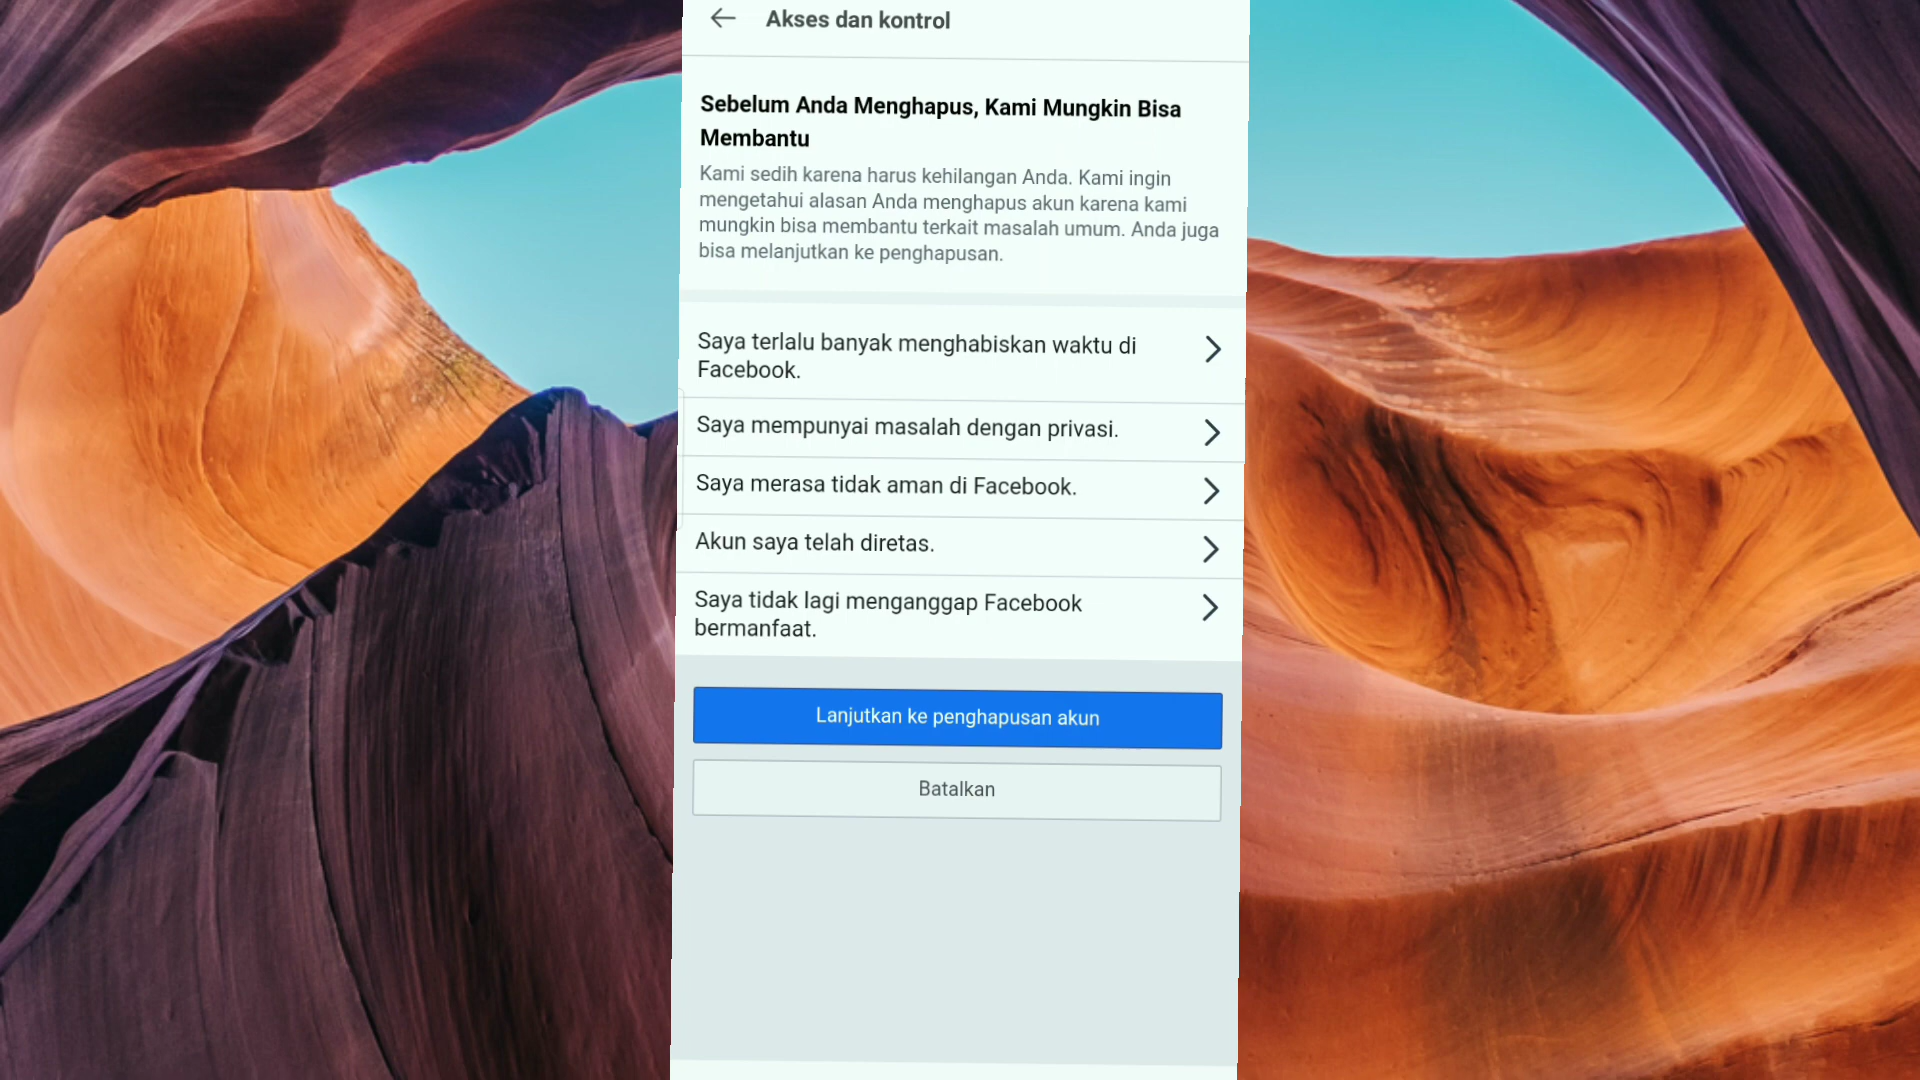 Akses dan kontrol
Sebelum Anda Menghapus, Kami Mungkin Bisa
Membantu
Kami sedih karena harus kehilangan Anda. Kami ingin
mengetahui alasan Anda menghapus akun karena kami
mungkin bisa membantu terkait masalah umum. Anda juga
bisa melanjutkan ke penghapusan.
Saya terlalu banyak menghabiskan waktu di
Facebook.
Saya mempunyai masalah dengan privasi.
Saya merasa tidak aman di Facebook.
Akun saya telah diretas.
Saya tidak lagi menganggap Facebook
bermanfaat.
Lanjutkan ke penghapusan akun
Batalkan